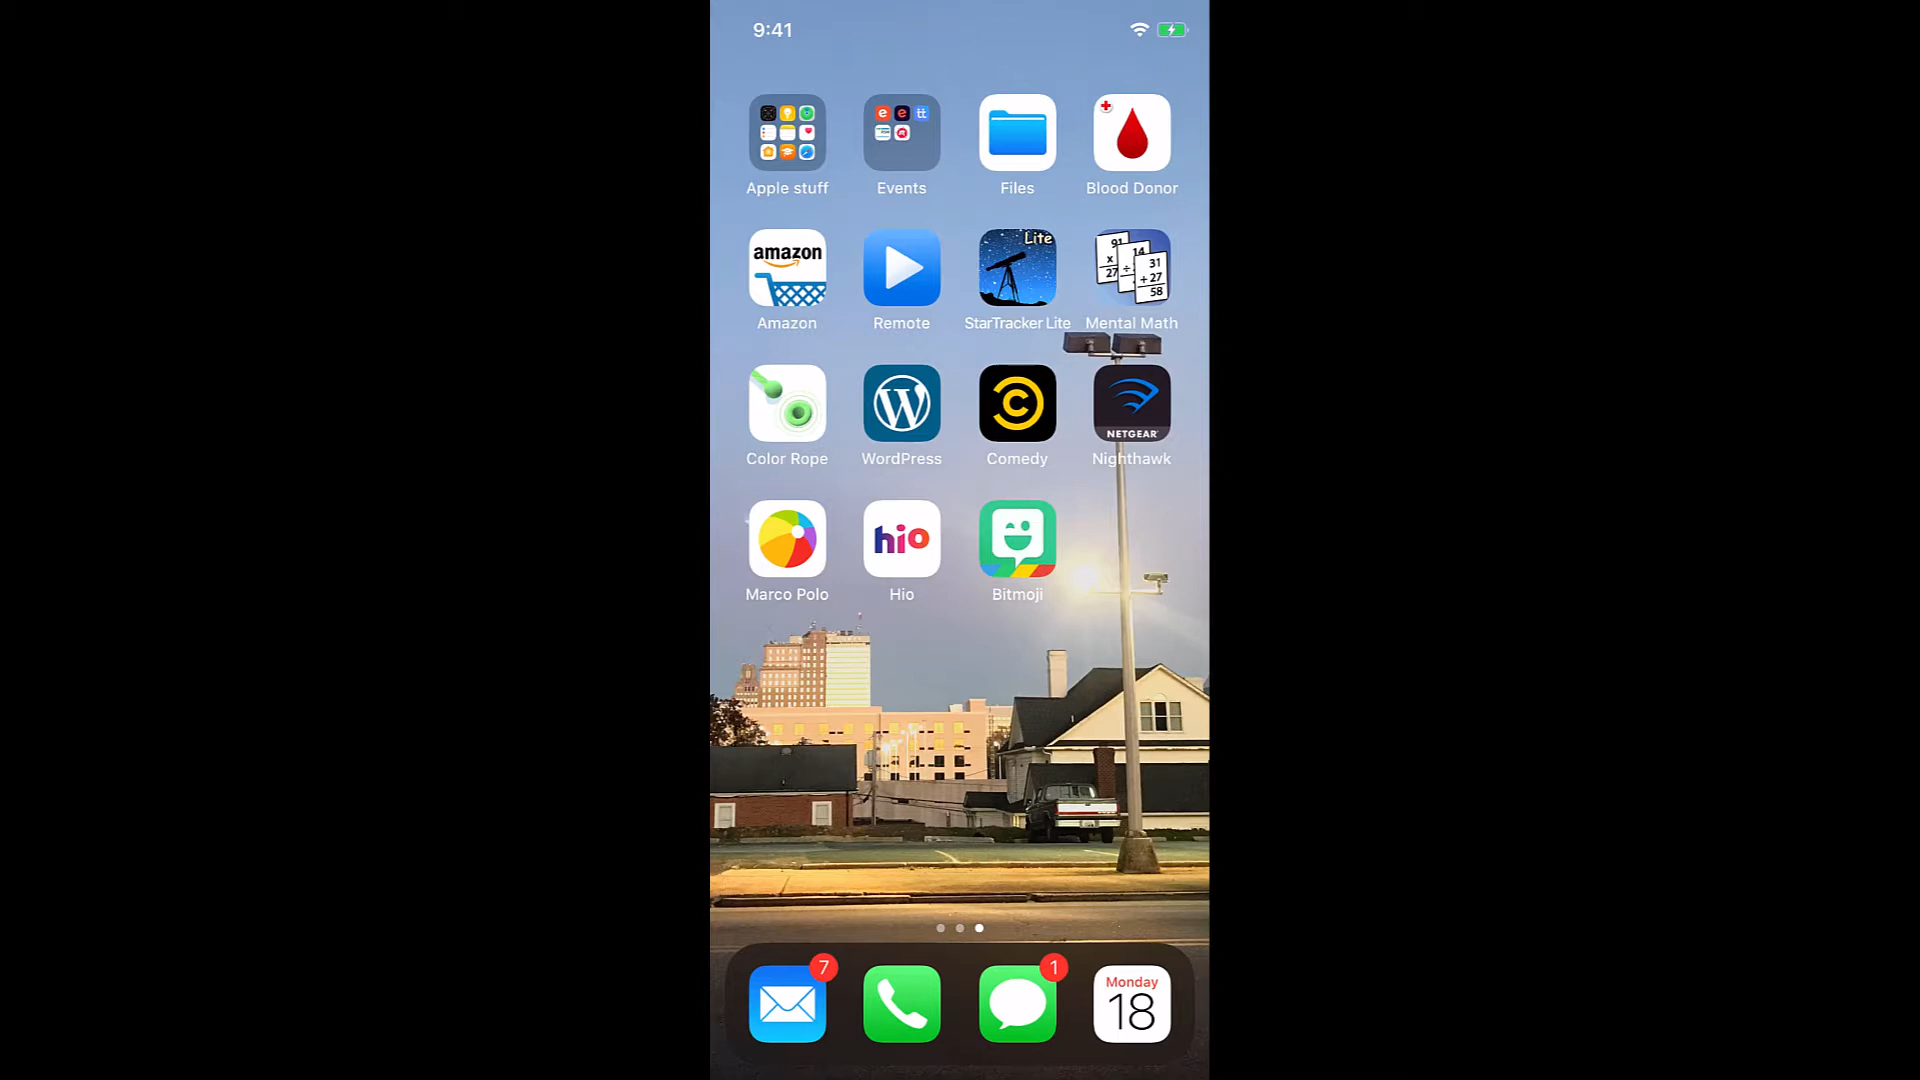 9:41
Apple stuff
Events
Files
Blood Donor
amazon
Lite
91
x
27
14
÷
31
+ 27
58
Amazon
Remote
StarTracker Lite
Mental Math
NETGEAR
Color Rope
WordPress
Comedy
Nighthawk
hio
Marco Polo
Hio
Bitmoji
7
1
Monday
18